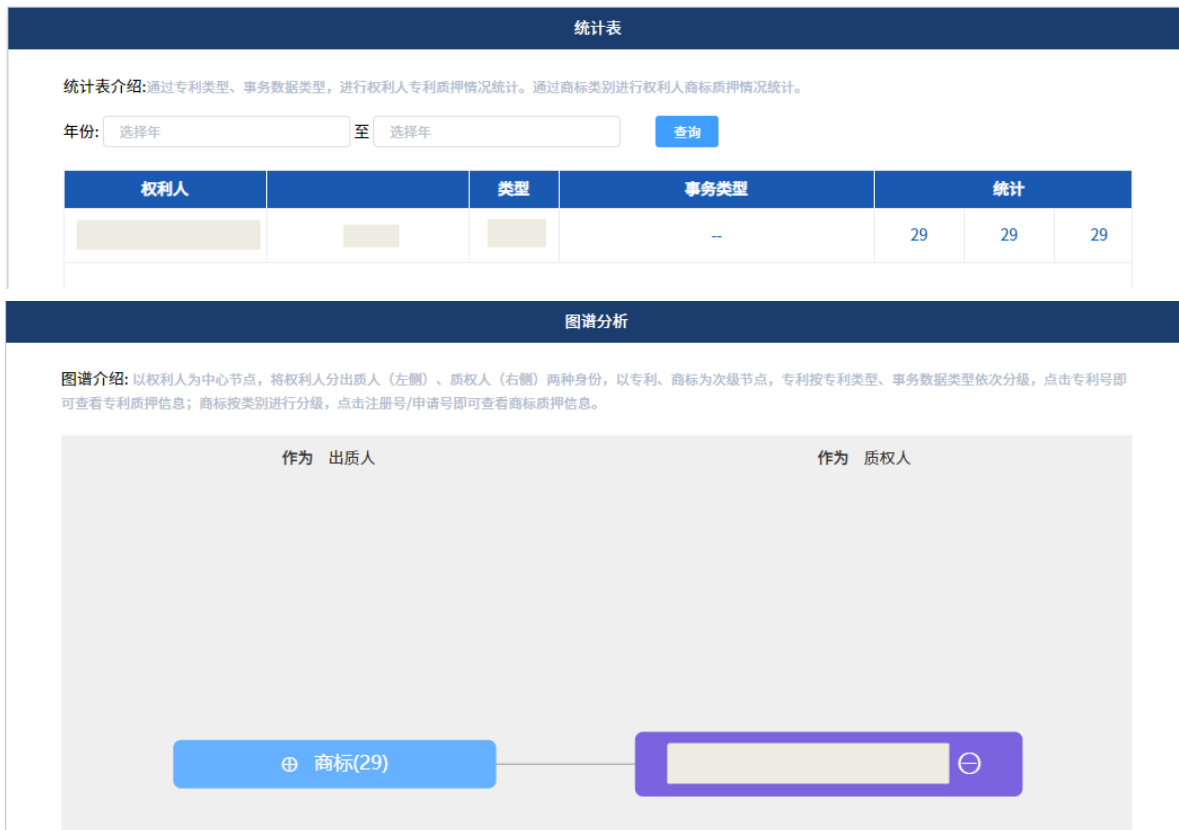 统计表
统计表介绍:通过专利类型、事务数据类型，进行权利人专利质押情况统计。通过商标类别进行权利人商标质押情况统计。
年份: 选择年 至 选择年 查询
权利人 类型 事务类型 统计
-- 29 29 29
图谱分析
图谱介绍: 以权利人为中心节点，将权利人分出质人（左侧）、质权人（右侧）两种身份，以专利、商标为次级节点，专利按专利类型、事务数据类型依次分级，点击专利号即
可查看专利质押信息；商标按类别进行分级，点击注册号/申请号即可查看商标质押信息。
作为 出质人 作为 质权人
商标(29)